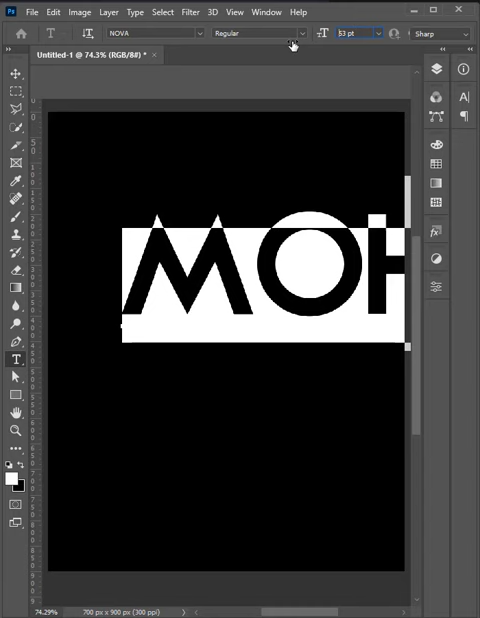 Ps File Edit Image Layer Type Select Filter 3D View Window Help
T NOVA Regular 53 pt Sharp
Untitled-1 @ 74.3% (RGB/8#) *
MOH
74.29% 700 px x 900 px (300 ppi)